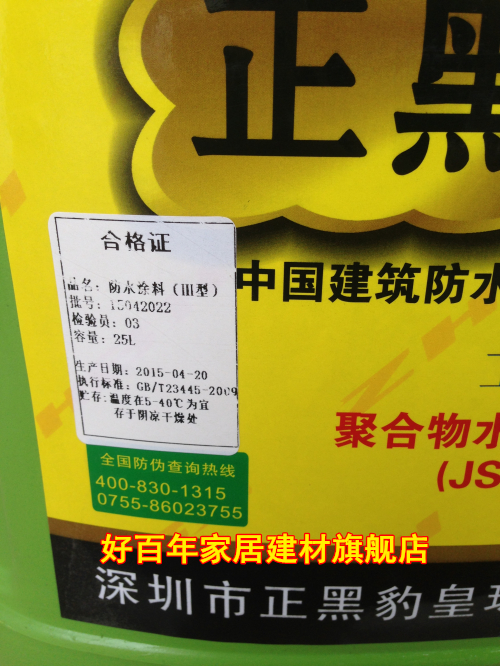 正黑
合格证
品名: 防水涂料 (III型)
批号: 15042022
检验员: 03
容量: 25L
生产日期: 2015-04-20
执行标准: GB/T23445-2009
贮存:温度在5-40℃为宜
存于阴凉干燥处
中国建筑防水
聚合物水
(JS
全国防伪查询热线
400-830-1315
0755-86023755
好百年家居建材旗舰店
深圳市正黑豹皇